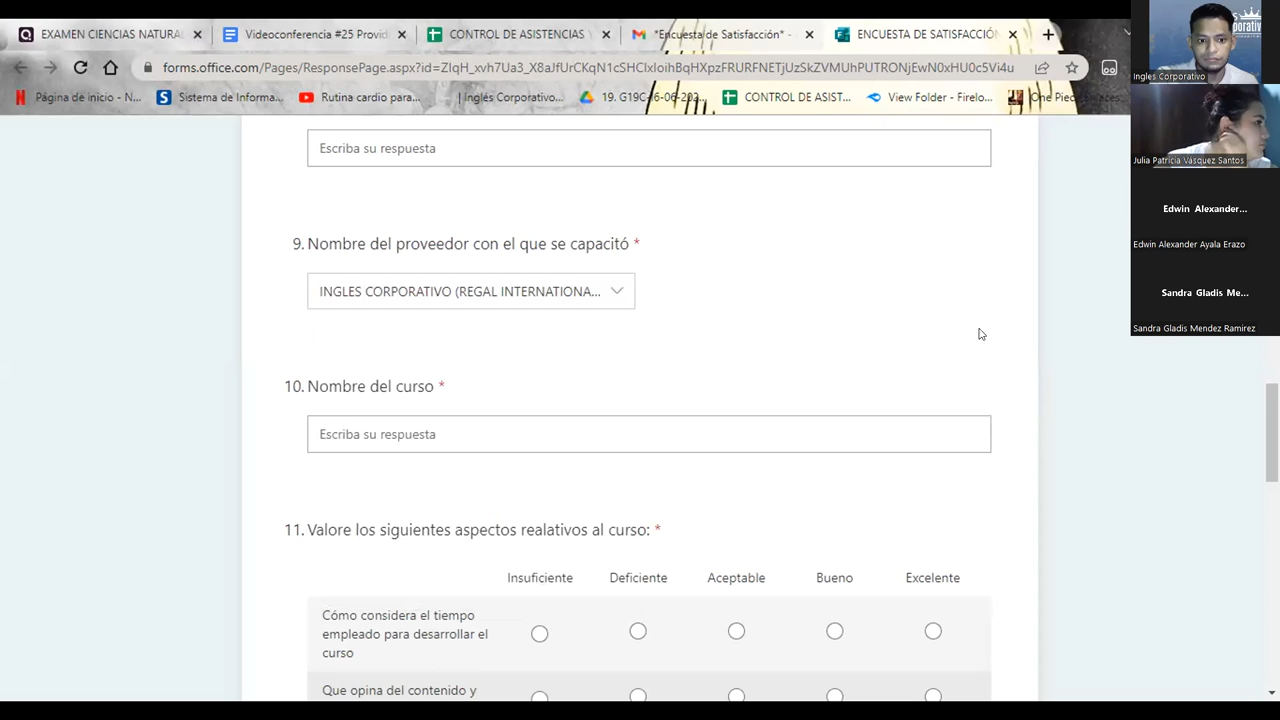 EXAMEN CIENCIAS NATURAL
Videoconferencia #25 Provid
CONTROL DE ASISTENCIAS
*Encuesta de Satisfacción* -
ENCUESTA DE SATISFACCIÓN
forms.office.com/Pages/ResponsePage.aspx?id=ZIqH_xvh7Ua3_X8aJfUrCKqN1cSHClxIoihBqHXpzFRURFNETjUzSkZVMUhPUTRONjEwN0xHU0c5Vi4u
Página de inicio - N...
Sistema de Informa...
Rutina cardio para...
| Inglés Corporativo...
CONTROL DE ASIST...
View Folder - Firelo...
Escriba su respuesta
9. Nombre del proveedor con el que se capacitó *
INGLES CORPORATIVO (REGAL INTERNATIONA...
10. Nombre del curso *
Escriba su respuesta
11. Valore los siguientes aspectos realativos al curso: *
Insuficiente Deficiente Aceptable Bueno Excelente
Cómo considera el tiempo
empleado para desarrollar el
curso
Que opina del contenido y
Ingles Corporativo
Julia Patricia Vásquez Santos
Edwin Alexander...
Edwin Alexander Ayala Erazo
Sandra Gladis Me...
Sandra Gladis Mendez Ramirez